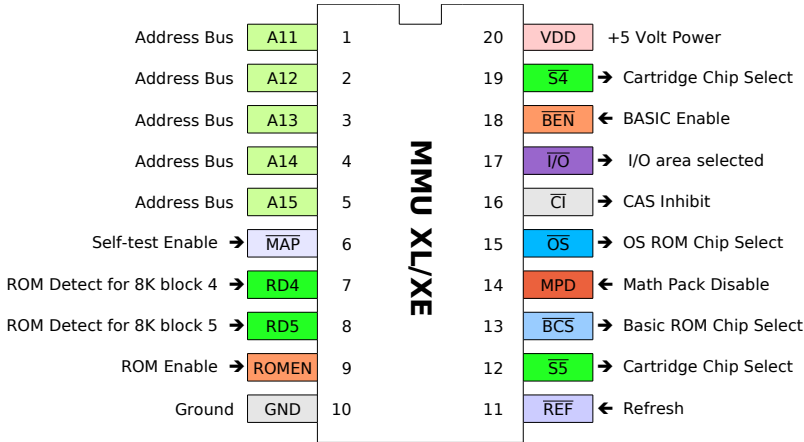 Address Bus A11 1 20 VDD +5 Volt Power
Address Bus A12 2 19 S4 Cartridge Chip Select
Address Bus A13 3 18 BEN BASIC Enable
Address Bus A14 4 17 I/O I/O area selected
Address Bus A15 5 16 CI CAS Inhibit
Self-test Enable MAP 6 15 OS OS ROM Chip Select
ROM Detect for 8K block 4 RD4 7 14 MPD Math Pack Disable
ROM Detect for 8K block 5 RD5 8 13 BCS Basic ROM Chip Select
ROM Enable ROMEN 9 12 S5 Cartridge Chip Select
Ground GND 10 11 REF Refresh
MMU XL/XE